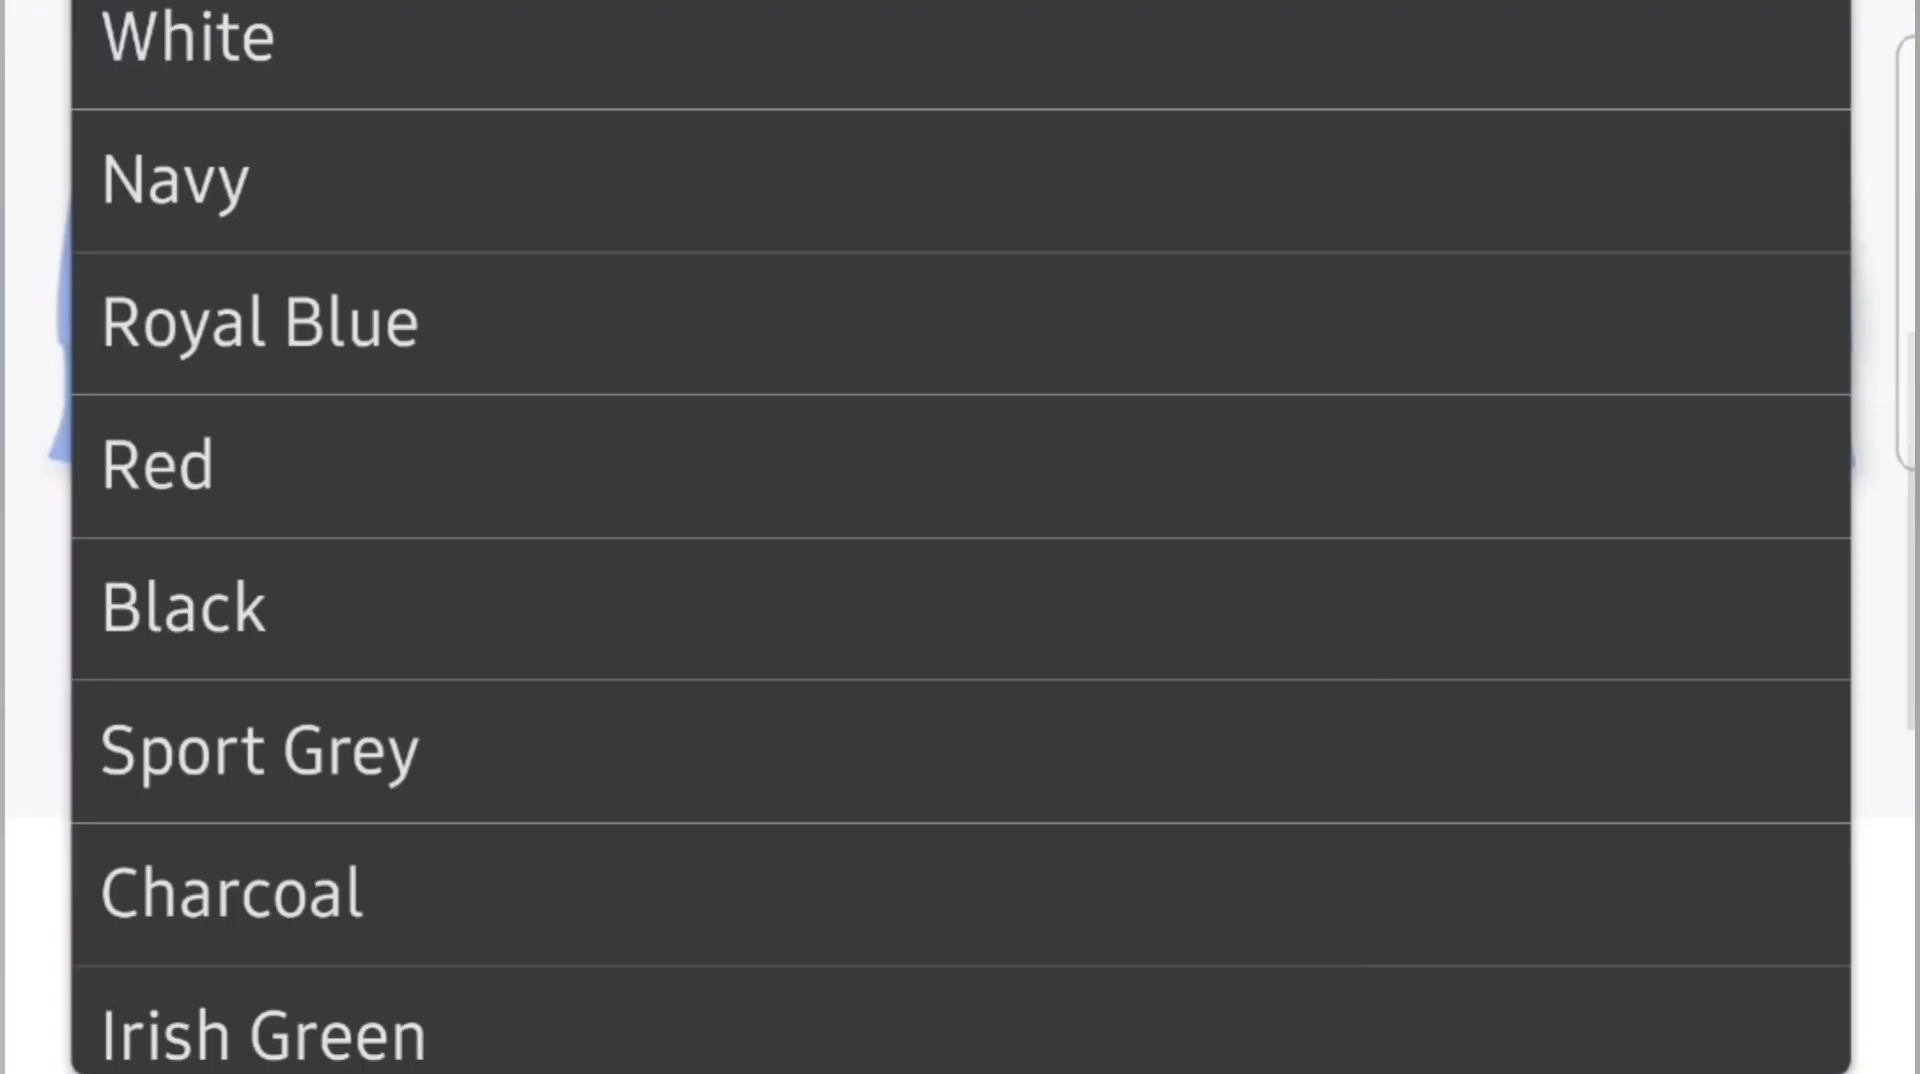 White
Navy
Royal Blue
Red
Black
Sport Grey
Charcoal
Irish Green